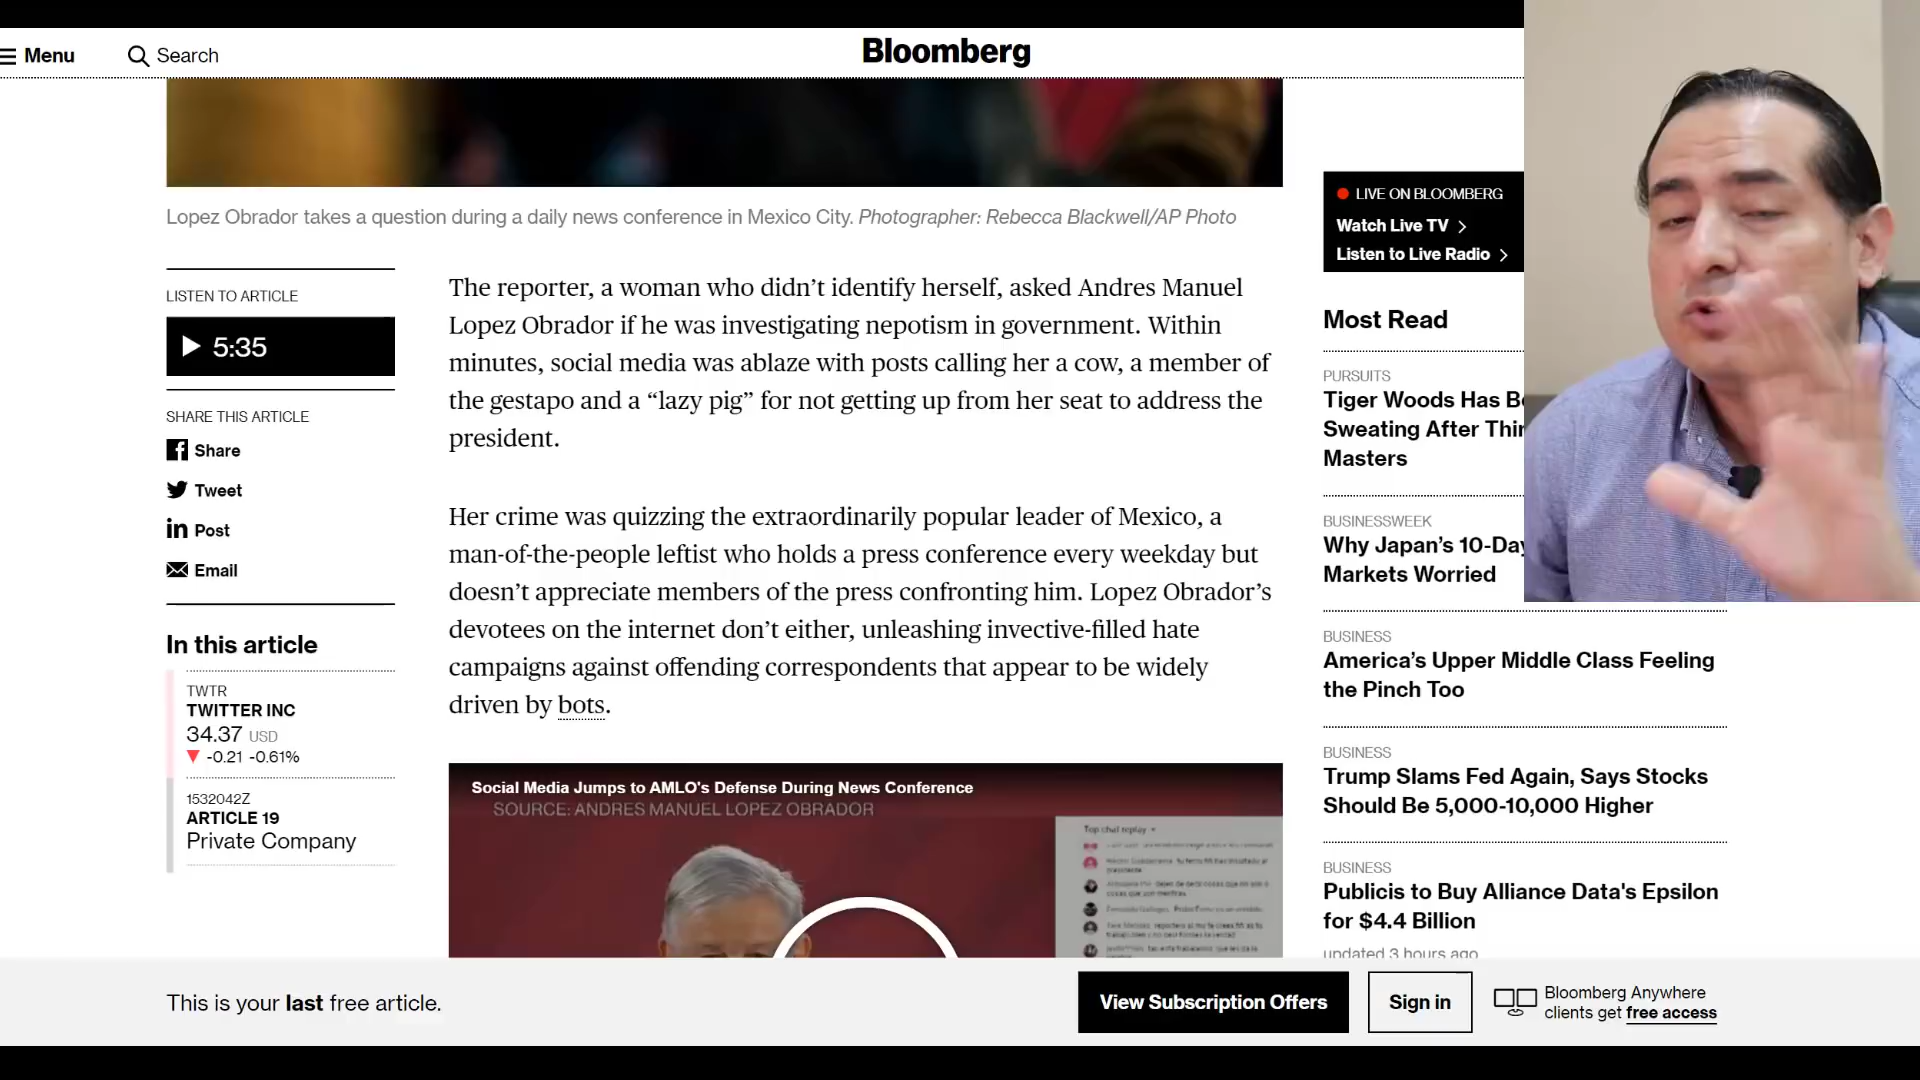 Menu
Search
Bloomberg
Lopez Obrador takes a question during a daily news conference in Mexico City. Photographer: Rebecca Blackwell/AP Photo
LISTEN TO ARTICLE
5:35
SHARE THIS ARTICLE
Share
Tweet
Post
Email
In this article
TWTR
TWITTER INC
34.37 USD
-0.21 -0.61%
1532042Z
ARTICLE 19
Private Company
The reporter, a woman who didn’t identify herself, asked Andres Manuel
Lopez Obrador if he was investigating nepotism in government. Within
minutes, social media was ablaze with posts calling her a cow, a member of
the gestapo and a “lazy pig” for not getting up from her seat to address the
president.
Her crime was quizzing the extraordinarily popular leader of Mexico, a
man-of-the-people leftist who holds a press conference every weekday but
doesn’t appreciate members of the press confronting him. Lopez Obrador’s
devotees on the internet don’t either, unleashing invective-filled hate
campaigns against offending correspondents that appear to be widely
driven by bots.
Social Media Jumps to AMLO's Defense During News Conference
SOURCE: ANDRES MANUEL LOPEZ OBRADOR
Top chat replay
LIVE ON BLOOMBERG
Watch Live TV
Listen to Live Radio
Most Read
PURSUITS
Tiger Woods Has
Sweating After
Masters
BUSINESSWEEK
Why Japan’s 10-Day
Markets Worried
BUSINESS
America’s Upper Middle Class Feeling
the Pinch Too
BUSINESS
Trump Slams Fed Again, Says Stocks
Should Be 5,000-10,000 Higher
BUSINESS
Publicis to Buy Alliance Data's Epsilon
for $4.4 Billion
updated 3 hours ago
This is your last free article.
View Subscription Offers
Sign in
Bloomberg Anywhere
clients get free access